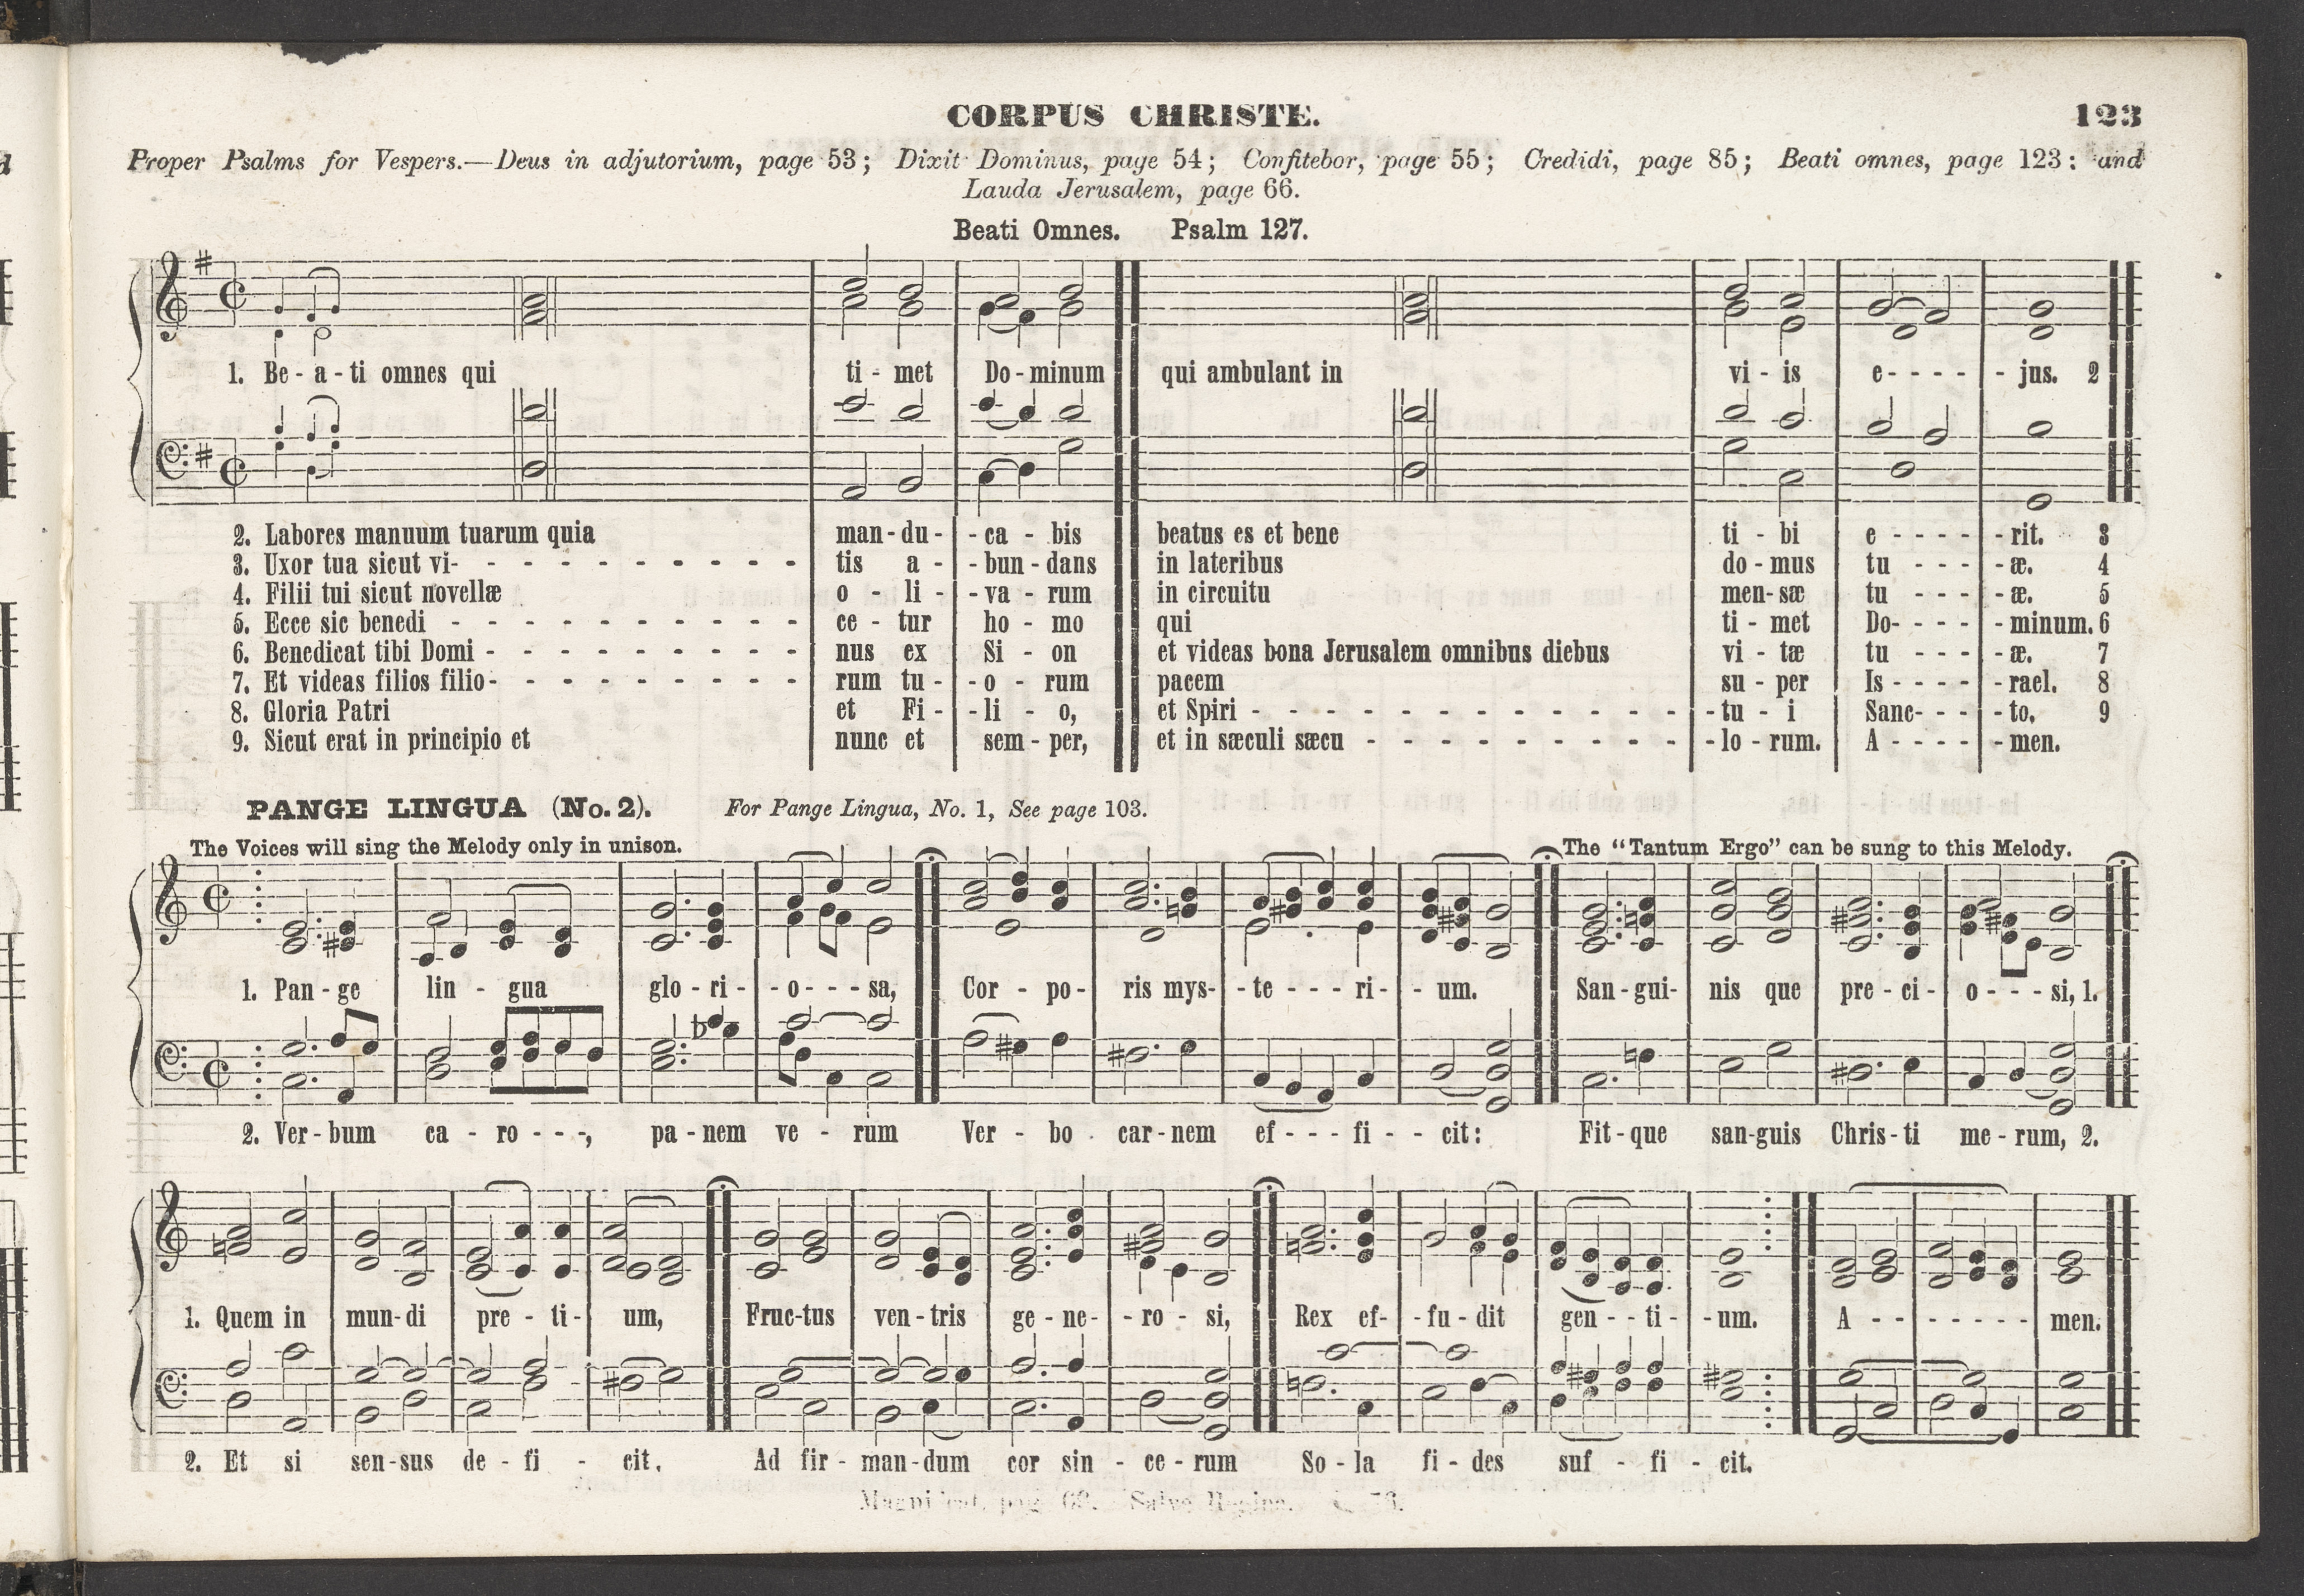 CORPUS CHRISTE. 123
Proper Psalms for Vespers.—Deus in adjutorium, page 53; Dixit Dominus, page 54; Confitebor, page 55; Credidi, page 85; Beati omnes, page 123: and
Lauda Jerusalem, page 66.
Beati Omnes. Psalm 127.
1. Be - a - ti omnes qui ti - met Do - minum qui ambulant in vi - is e - - - - - jus. 2
2. Labores manuum tuarum quia man - du - - ca - bis beatus es et bene ti - bi e - - - - - rit. 3
3. Uxor tua sicut vi- - - - - - - - - - - tis a - - bun - dans in lateribus do - mus tu - - - - æ. 4
4. Filii tui sicut novellæ o - li - - va - rum in circuitu men - sæ tu - - - - æ. 5
5. Ecce sic benedi - - - - - - - - - - - ce - tur ho - mo qui ti - met Do- - - - - minum. 6
6. Benedicat tibi Domi - - - - - - - - - - nus ex Si - on et videas bona Jerusalem omnibus diebus vi - tæ tu - - - - æ. 7
7. Et videas filios filio- - - - - - - - - - rum tu - - o - rum pacem su - per Is - - - - - rael. 8
8. Gloria Patri et Fi - - li - o, et Spiri - - - - - - - - - - - - - tu - i Sanc- - - - to. 9
9. Sicut erat in principio et nunc et sem - per, et in sæculi sæcu - - - - - - - - - - - lo - rum. A - - - - - men.
PANGE LINGUA (No. 2). For Pange Lingua, No. 1, See page 103.
The Voices will sing the Melody only in unison. The "Tantum Ergo" can be sung to this Melody.
1. Pan - ge lin - gua glo - ri - - o - - - sa, Cor - po - ris mys- - te - - - ri - - um. San - gui - nis que pre - ci - o - - - si, 1.
2. Ver - bum ca - ro - - -, pa - nem ve - rum Ver - bo car - nem ef - - - fi - - cit: Fit - que san - guis Chris - ti me - rum, 2.
1. Quem in mun - di pre - ti - um, Fruc - tus ven - tris ge - ne - - ro - si, Rex ef- - fu - dit gen - - ti - - um. A - - - - - - - - men.
2. Et si sen - sus de - fi - cit. Ad fir - man - dum cor sin - ce - rum So - la fi - des suf - fi - cit.